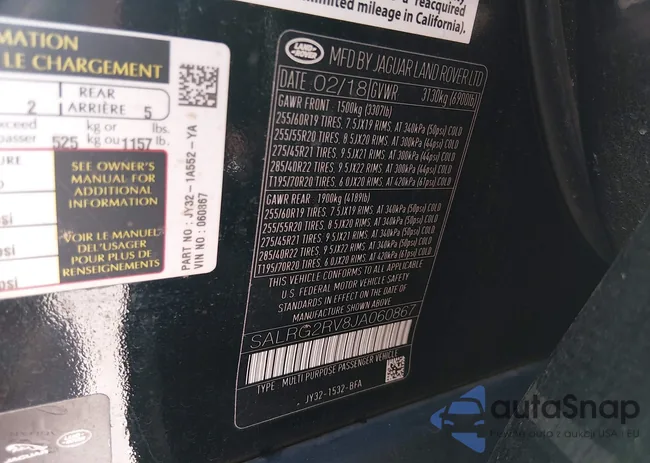 a reacquired
unlimited mileage in California).
MATION
LE CHARGEMENT
REAR
2 ARRIÈRE 5
exceed kg or lbs.
passer 525 kg ou 1157 lb.
SEE OWNER'S
MANUAL FOR
ADDITIONAL
INFORMATION
VOIR LE MANUEL
DEL'USAGER
POUR PLUS DE
RENSEIGNEMENTS
PART NO : JY32-1A552-YA
VIN NO : 060867
LAND ROVER
MFD BY JAGUAR LAND ROVER LTD
DATE 02/18 GVWR 3130kg (6900lb)
GAWR FRONT 1500kg (3307lb)
255/60R19 TIRES, 7.5JX19 RIMS, AT 340kPa (50psi) COLD
255/55R20 TIRES, 8.5JX20 RIMS, AT 300kPa (44psi) COLD
275/45R21 TIRES, 9.5JX21 RIMS, AT 300kPa (44psi) COLD
285/40R22 TIRES, 9.5JX22 RIMS, AT 300kPa (44psi) COLD
T195/70R20 TIRES, 6.0JX20 RIMS, AT 420kPa (61psi) COLD
GAWR REAR 1900kg (4189lb)
255/60R19 TIRES, 7.5JX19 RIMS, AT 340kPa (50psi) COLD
255/55R20 TIRES, 8.5JX20 RIMS, AT 340kPa (50psi) COLD
275/45R21 TIRES, 9.5JX21 RIMS, AT 340kPa (50psi) COLD
285/40R22 TIRES, 9.5JX22 RIMS, AT 340kPa (50psi) COLD
T195/70R20 TIRES, 6.0JX20 RIMS, AT 420kPa (61psi) COLD
THIS VEHICLE CONFORMS TO ALL APPLICABLE
U.S FEDERAL MOTOR VEHICLE SAFETY
STANDARDS IN EFFECT ON THE DATE OF
MANUFACTURE SHOWN ABOVE
SALRG2RV8JA060867
TYPE: MULTI PURPOSE PASSENGER VEHICLE
JY32-1532-BFA
JAGUAR
LAND ROVER
autoSnap